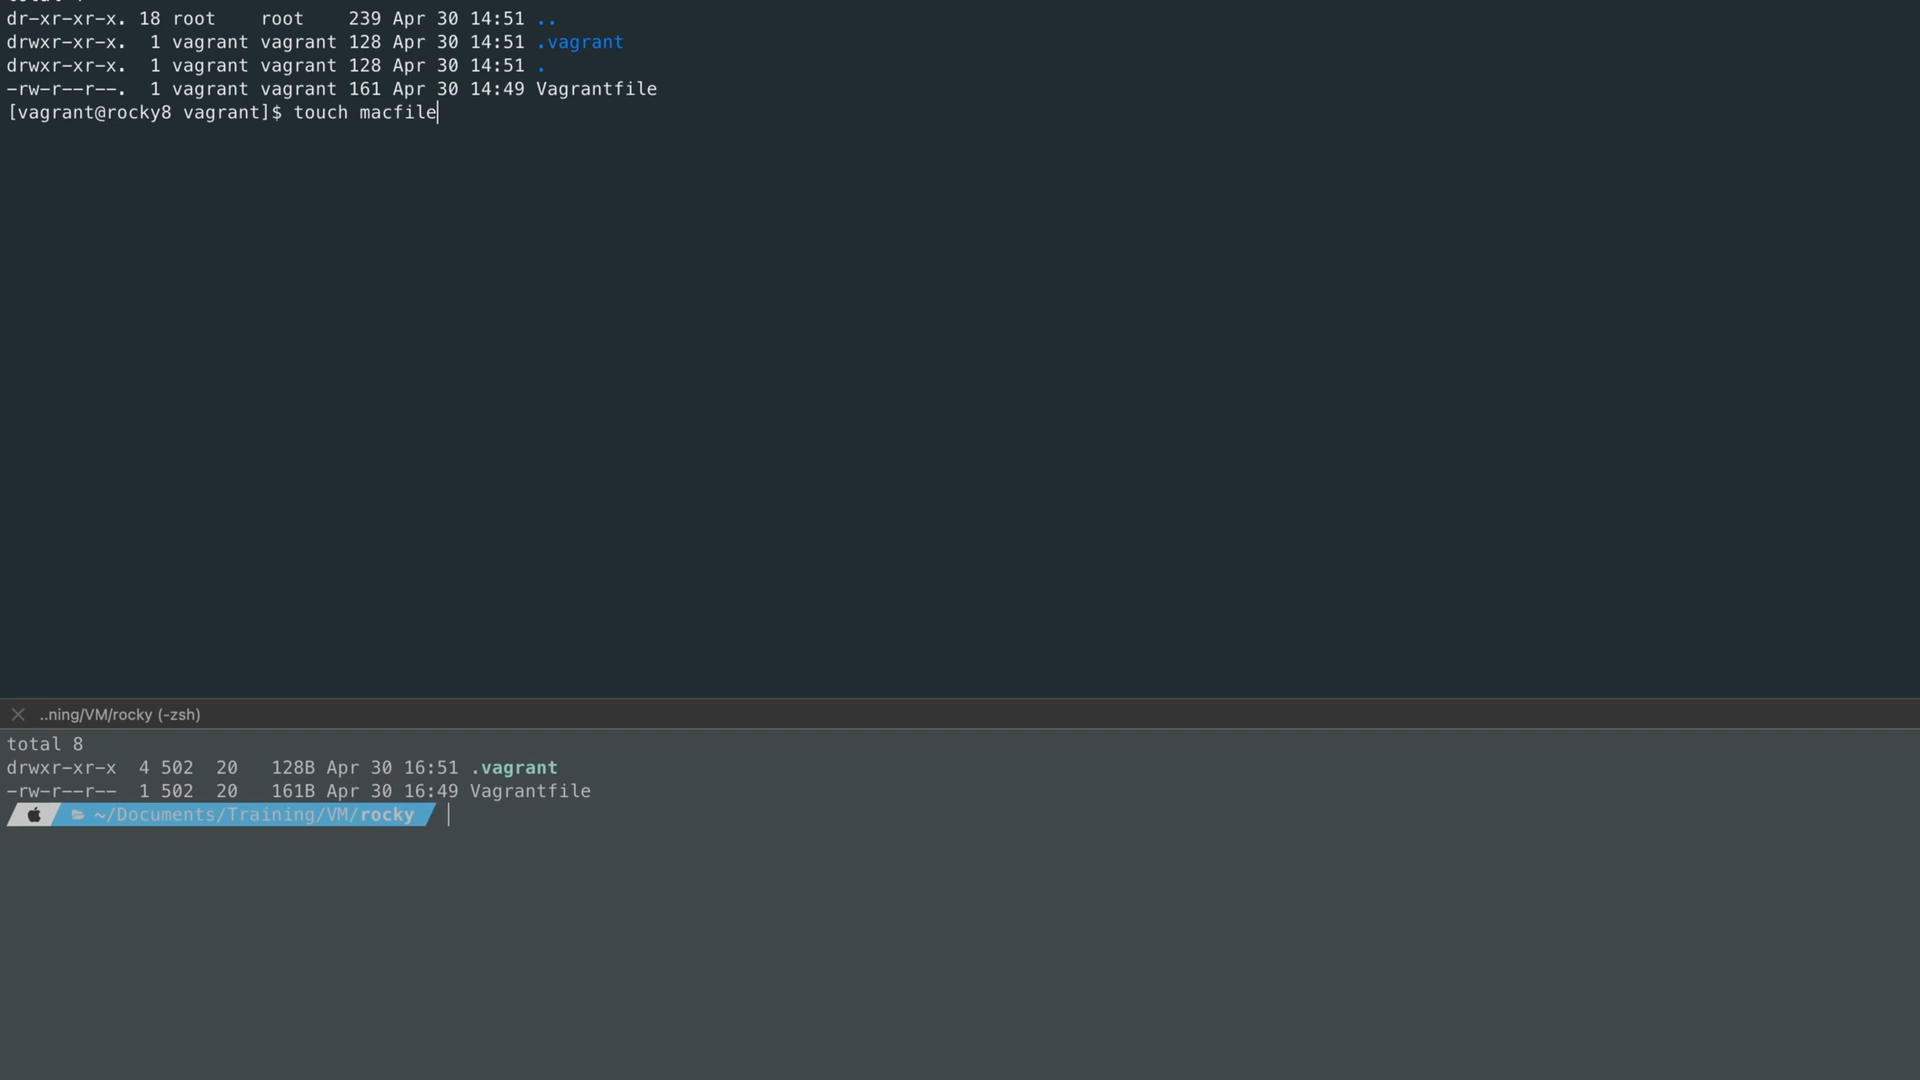 dr-xr-xr-x. 18 root    root    239 Apr 30 14:51 ..
drwxr-xr-x.  1 vagrant vagrant 128 Apr 30 14:51 .vagrant
drwxr-xr-x.  1 vagrant vagrant 128 Apr 30 14:51 .
-rw-r--r--.  1 vagrant vagrant 161 Apr 30 14:49 Vagrantfile
[vagrant@rocky8 vagrant]$ touch macfile
..ning/VM/rocky (-zsh)
total 8
drwxr-xr-x  4 502  20   128B Apr 30 16:51 .vagrant
-rw-r--r--  1 502  20   161B Apr 30 16:49 Vagrantfile
~/Documents/Training/VM/rocky